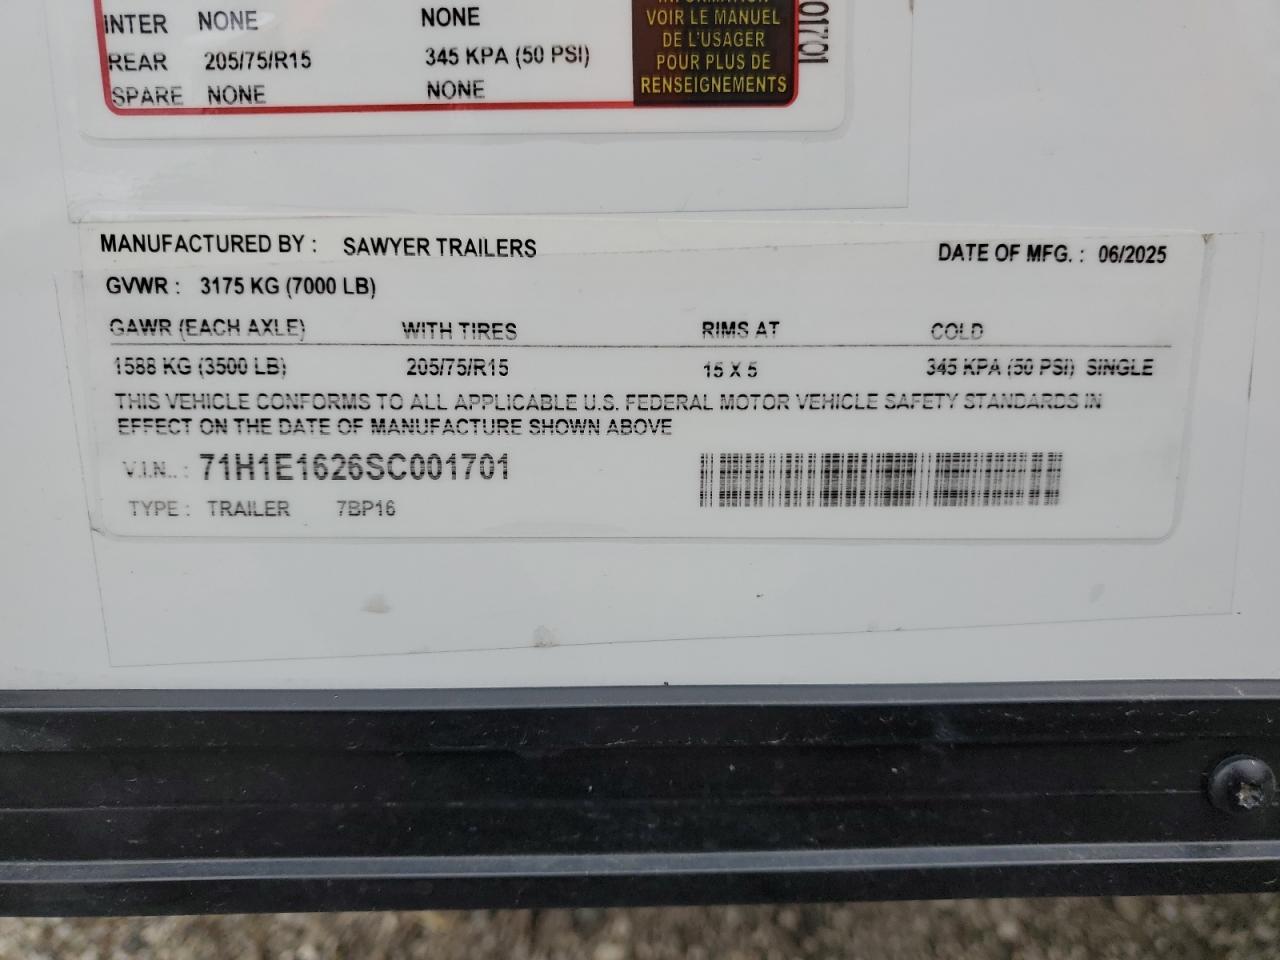 INTER NONE NONE
REAR 205/75/R15 345 KPA (50 PSI)
SPARE NONE NONE
VOIR LE MANUEL
DE L'USAGER
POUR PLUS DE
RENSEIGNEMENTS
01701
MANUFACTURED BY : SAWYER TRAILERS DATE OF MFG. : 06/2025
GVWR : 3175 KG (7000 LB)
GAWR (EACH AXLE) WITH TIRES RIMS AT COLD
1588 KG (3500 LB) 205/75/R15 15 X 5 345 KPA (50 PSI) SINGLE
THIS VEHICLE CONFORMS TO ALL APPLICABLE U.S. FEDERAL MOTOR VEHICLE SAFETY STANDARDS IN
EFFECT ON THE DATE OF MANUFACTURE SHOWN ABOVE
V.I.N.. : 71H1E1626SC001701
TYPE : TRAILER 7BP16